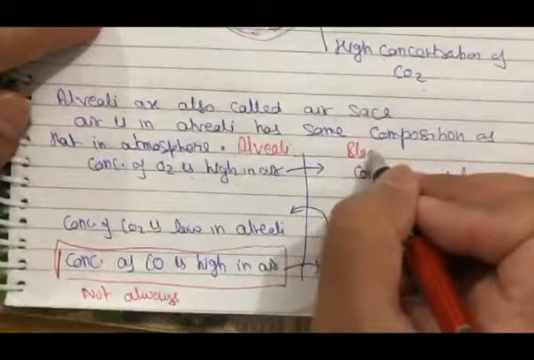 High concentration of
CO2
Alveoli are also called air sacs
air is in alveoli has same composition as
that in atmosphere. Alveoli
Conc. of O2 is high in air
Conc of CO2 is low in alveoli
Conc. of CO is high in air
Not always